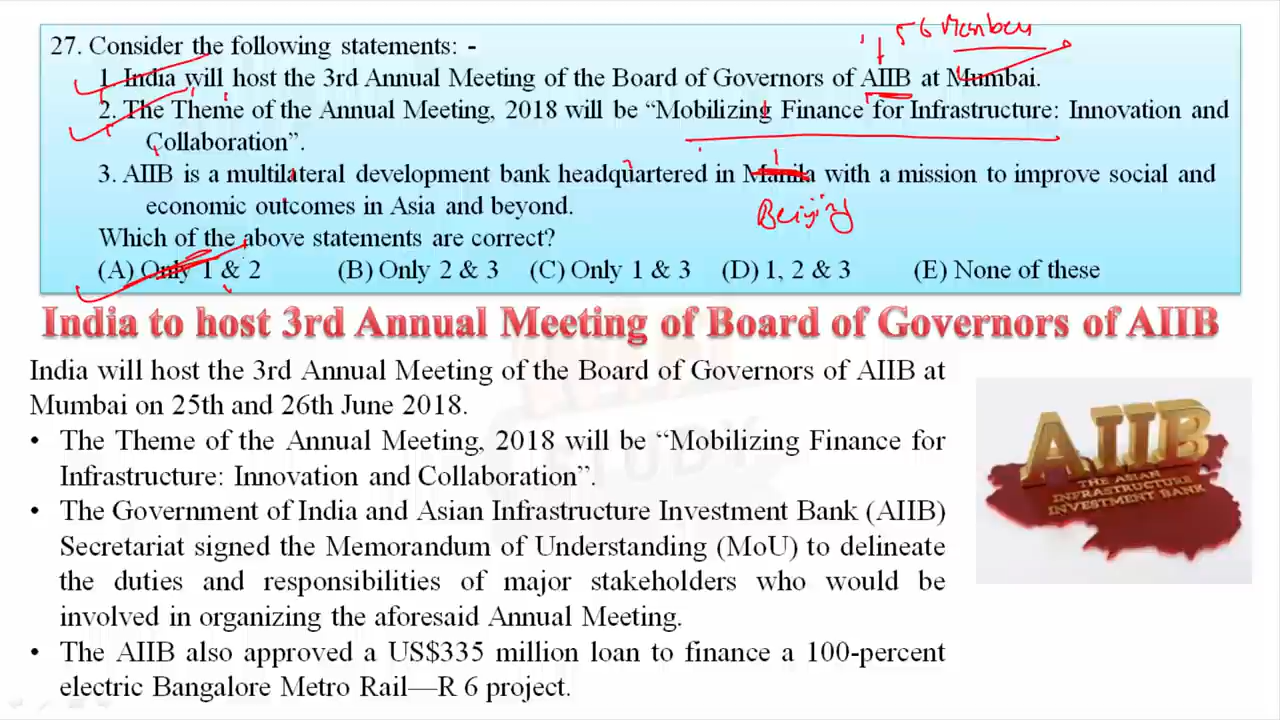 56 Members
27. Consider the following statements: -
1. India will host the 3rd Annual Meeting of the Board of Governors of AIIB at Mumbai.
2. The Theme of the Annual Meeting, 2018 will be “Mobilizing Finance for Infrastructure: Innovation and
Collaboration”.
3. AIIB is a multilateral development bank headquartered in Manila with a mission to improve social and
economic outcomes in Asia and beyond.
Beijing
Which of the above statements are correct?
(A) Only 1 & 2 (B) Only 2 & 3 (C) Only 1 & 3 (D) 1, 2 & 3 (E) None of these
India to host 3rd Annual Meeting of Board of Governors of AIIB
India will host the 3rd Annual Meeting of the Board of Governors of AIIB at
Mumbai on 25th and 26th June 2018.
• The Theme of the Annual Meeting, 2018 will be “Mobilizing Finance for
Infrastructure: Innovation and Collaboration”.
• The Government of India and Asian Infrastructure Investment Bank (AIIB)
Secretariat signed the Memorandum of Understanding (MoU) to delineate
the duties and responsibilities of major stakeholders who would be
involved in organizing the aforesaid Annual Meeting.
• The AIIB also approved a US$335 million loan to finance a 100-percent
electric Bangalore Metro Rail—R 6 project.
AIIB
THE ASIAN
INFRASTRUCTURE
INVESTMENT BANK